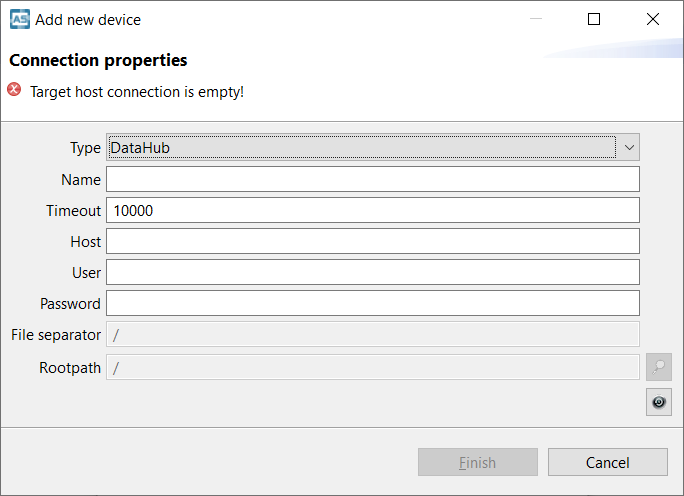 AS Add new device
Connection properties
Target host connection is empty!
Type DataHub
Name
Timeout 10000
Host
User
Password
File separator /
Rootpath /
Finish Cancel